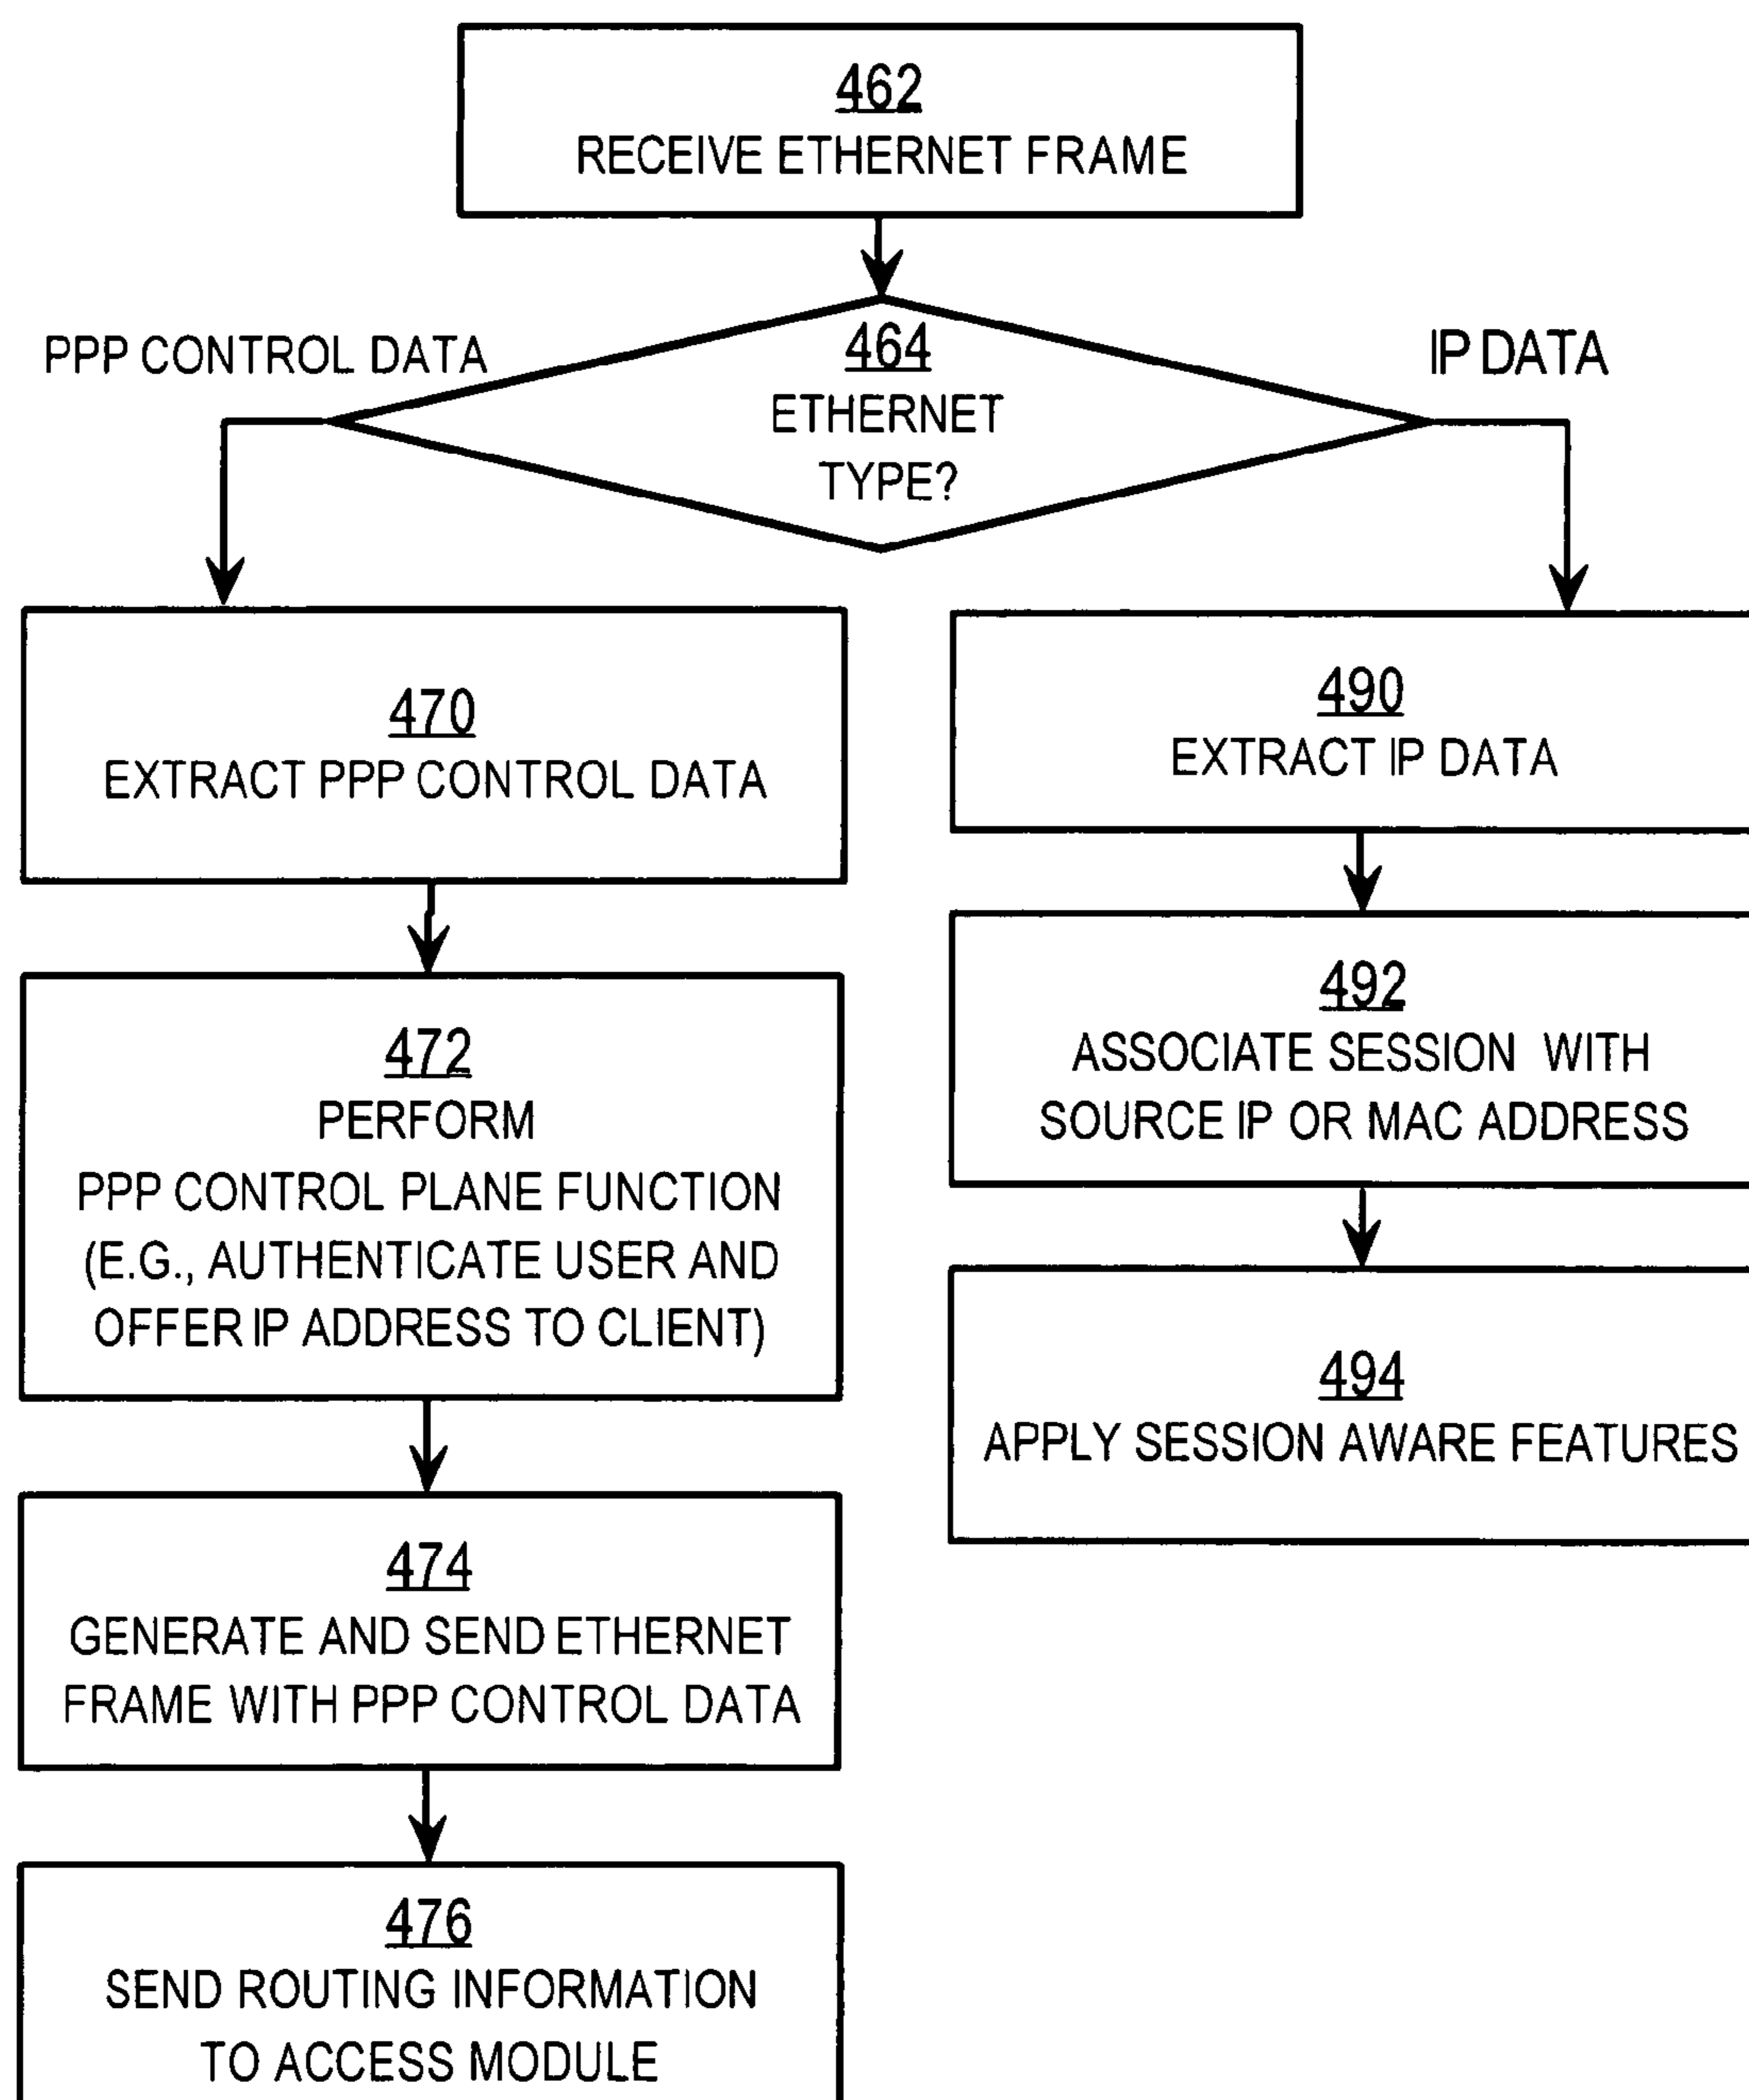 462
RECEIVE ETHERNET FRAME
PPP CONTROL DATA
464
ETHERNET
TYPE?
IP DATA
470
EXTRACT PPP CONTROL DATA
472
PERFORM
PPP CONTROL PLANE FUNCTION
(E.G., AUTHENTICATE USER AND
OFFER IP ADDRESS TO CLIENT)
474
GENERATE AND SEND ETHERNET
FRAME WITH PPP CONTROL DATA
476
SEND ROUTING INFORMATION
TO ACCESS MODULE
490
EXTRACT IP DATA
492
ASSOCIATE SESSION WITH
SOURCE IP OR MAC ADDRESS
494
APPLY SESSION AWARE FEATURES